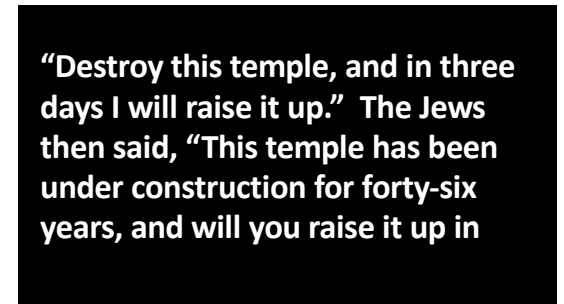 “Destroy this temple, and in three
days I will raise it up.”  The Jews
then said, “This temple has been
under construction for forty-six
years, and will you raise it up in